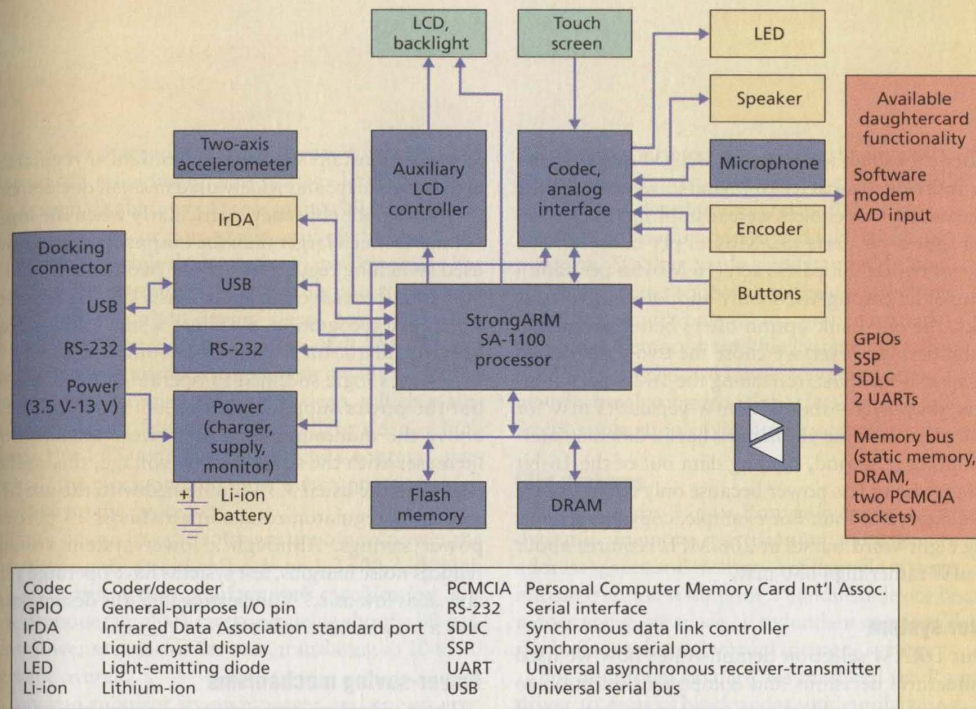 LCD,
backlight
Touch
screen
LED
Speaker
Available
daughtercard
functionality
Two-axis
accelerometer
Auxiliary
LCD
controller
Codec,
analog
interface
Microphone
Software
modem
A/D input
IrDA
Encoder
Docking
connector
USB
RS-232
Power
(3.5 V-13 V)
USB
RS-232
StrongARM
SA-1100
processor
Buttons
GPIOs
SSP
SDLC
2 UARTs
Power
(charger,
supply,
monitor)
Memory bus
(static memory,
DRAM,
two PCMCIA
sockets)
+
Li-ion
battery
Flash
memory
DRAM
Codec Coder-decoder PCMCIA Personal Computer Memory Card Int'l Assoc.
GPIO General-purpose I/O pin RS-232 Serial interface
IrDA Infrared Data Association standard port SDLC Synchronous data link controller
LCD Liquid crystal display SSP Synchronous serial port
LED Light-emitting diode UART Universal synchronous receiver-transmitter
Li-ion Lithium-ion USB Universal serial bus